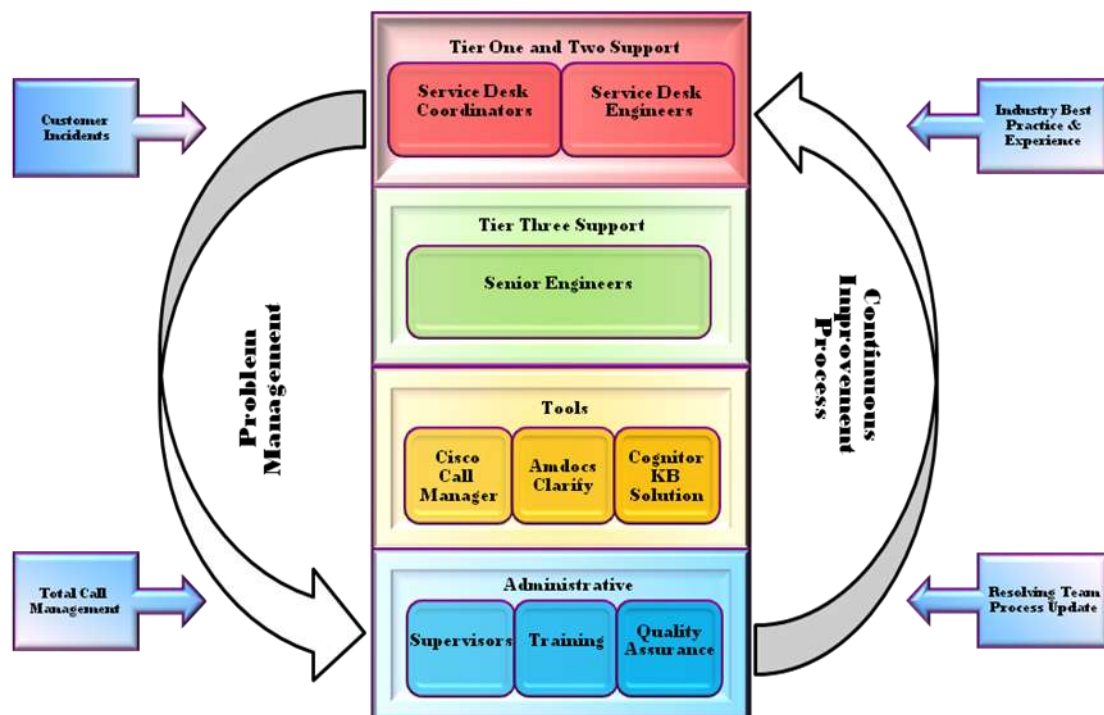 Tier One and Two Support
Service Desk
Coordinators
Service Desk
Engineers
Customer
Incidents
Industry Best
Practice &
Experience
Tier Three Support
Senior Engineers
Problem
Management
Continuous
Improvement
Process
Tools
Cisco
Call
Manager
Amdocs
Clarify
Cognitor
KB
Solution
Total Call
Management
Resolving Team
Process Update
Administrative
Supervisors
Training
Quality
Assurance